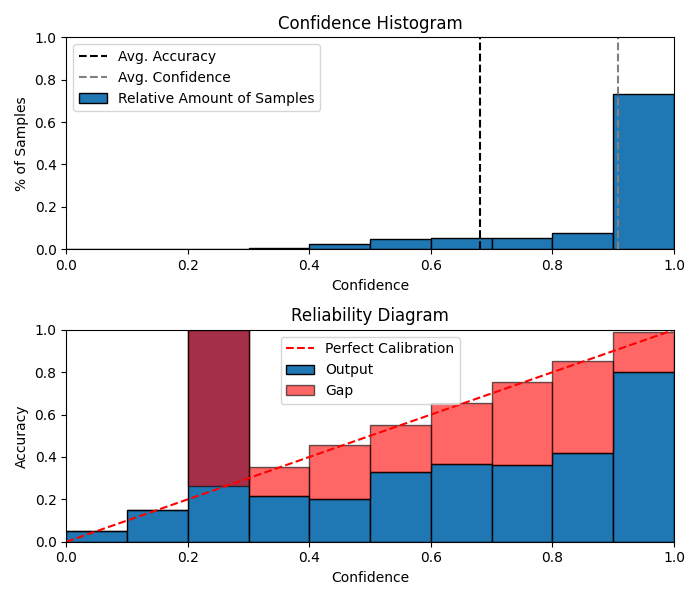 Confidence Histogram
1.0
0.8
0.6
0.4
0.2
0.0
% of Samples
Avg. Accuracy
Avg. Confidence
Relative Amount of Samples
0.0 0.2 0.4 0.6 0.8 1.0
Confidence
Reliability Diagram
1.0
0.8
0.6
0.4
0.2
0.0
Accuracy
Perfect Calibration
Output
Gap
0.0 0.2 0.4 0.6 0.8 1.0
Confidence